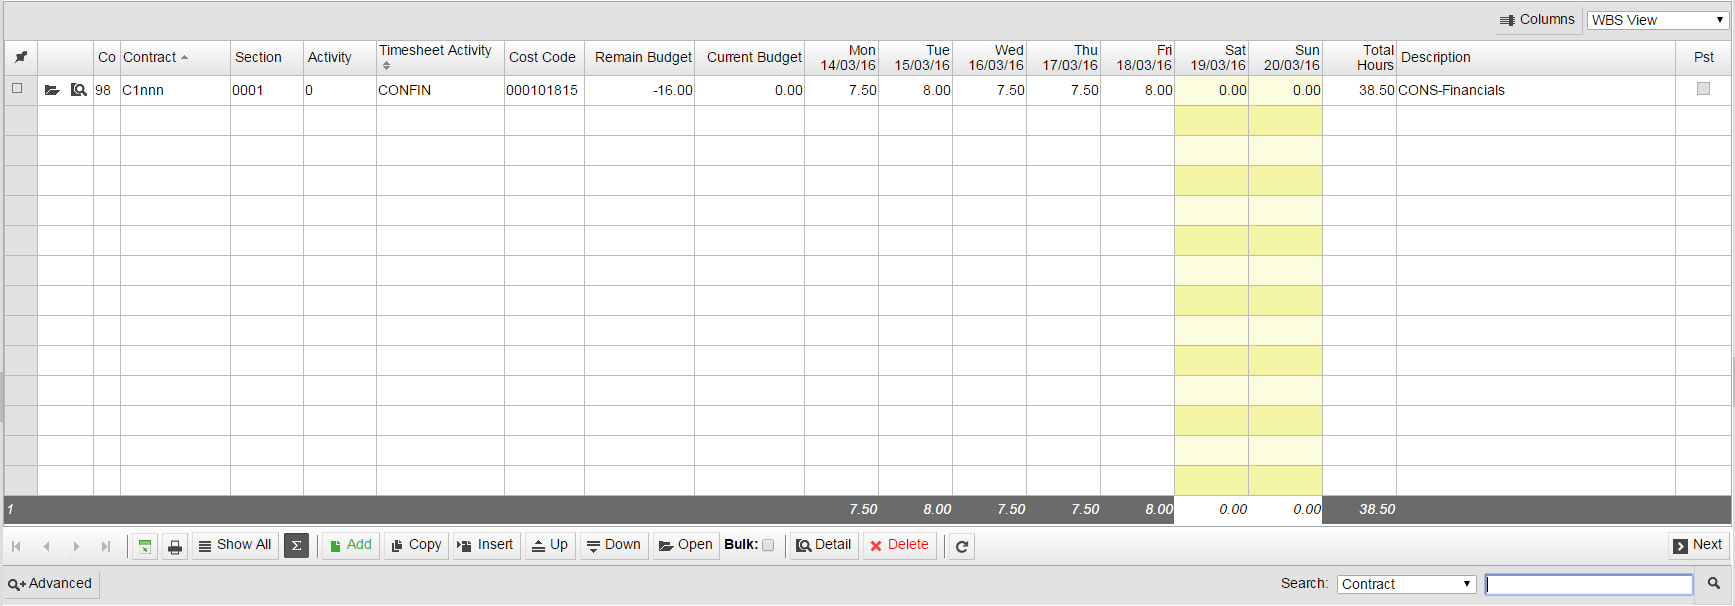 Columns WBS View
Co Contract Section Activity Timesheet Activity Cost Code Remain Budget Current Budget Mon 14/03/16 Tue 15/03/16 Wed 16/03/16 Thu 17/03/16 Fri 18/03/16 Sat 19/03/16 Sun 20/03/16 Total Hours Description Pst
98 C1nnn 0001 0 CONFIN 000101815 -16.00 0.00 7.50 8.00 7.50 7.50 8.00 0.00 0.00 38.50 CONS-Financials
1 7.50 8.00 7.50 7.50 8.00 0.00 0.00 38.50
Show All Σ Add Copy Insert Up Down Open Bulk: Detail Delete Next
Advanced Search: Contract